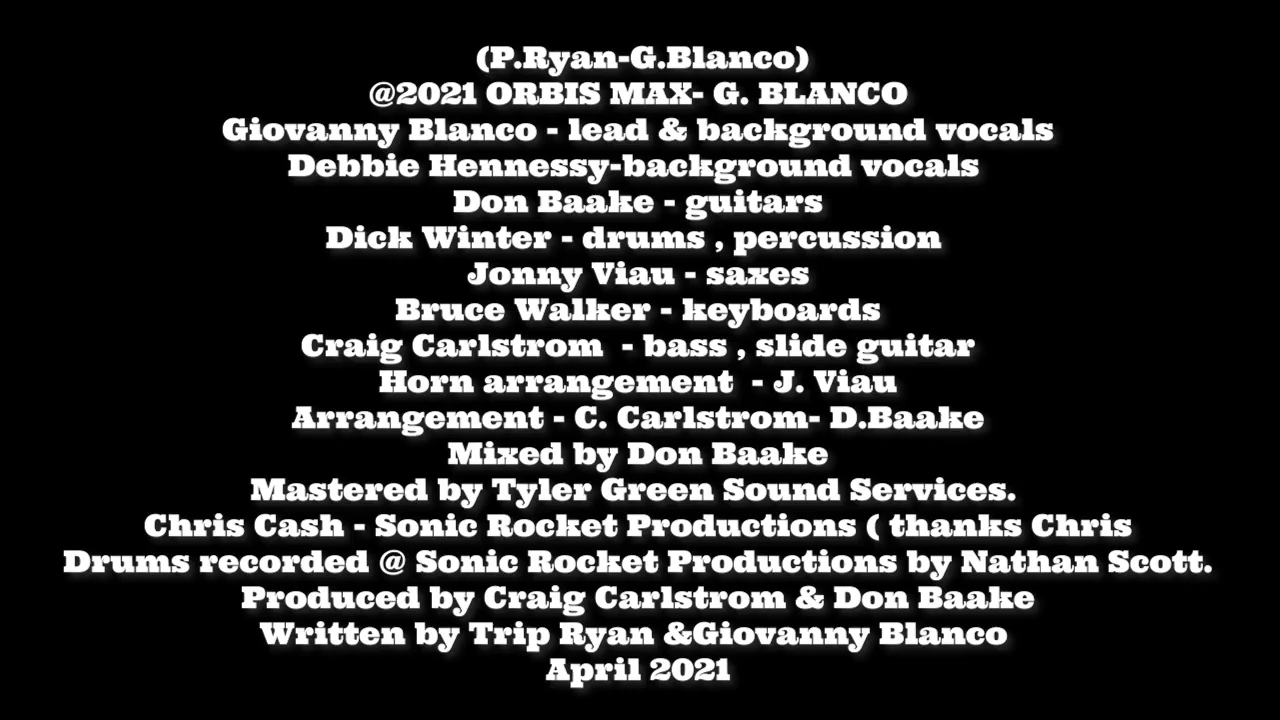 (P.Ryan-G.Blanco)
@2021 ORBIS MAX- G. BLANCO
Giovanny Blanco - lead & background vocals
Debbie Hennessy-background vocals
Don Baake - guitars
Dick Winter - drums , percussion
Jonny Viau - saxes
Bruce Walker - keyboards
Craig Carlstrom  - bass , slide guitar
Horn arrangement  - J. Viau
Arrangement - C. Carlstrom- D.Baake
Mixed by Don Baake
Mastered by Tyler Green Sound Services.
Chris Cash - Sonic Rocket Productions ( thanks Chris
Drums recorded @ Sonic Rocket Productions by Nathan Scott.
Produced by Craig Carlstrom & Don Baake
Written by Trip Ryan &Giovanny Blanco
April 2021